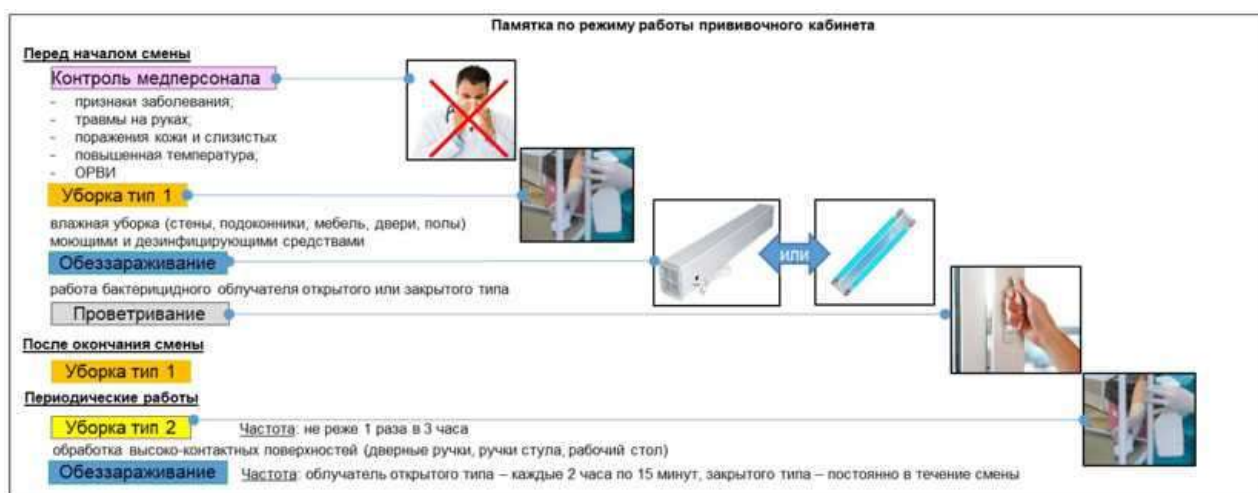 Памятка по режиму работы прививочного кабинета
Перед началом смены
Контроль медперсонала
- признаки заболевания;
- травмы на руках;
- поражения кожи и слизистых
- повышенная температура;
- ОРВИ
Уборка тип 1
влажная уборка (стены, подоконники, мебель, двери, полы)
моющими и дезинфицирующими средствами
Обеззараживание
или
работа бактерицидного облучателя открытого или закрытого типа
Проветривание
После окончания смены
Уборка тип 1
Периодические работы
Уборка тип 2 Частота: не реже 1 раза в 3 часа
обработка высоко-контактных поверхностей (дверные ручки, ручки стула, рабочий стол)
Обеззараживание Частота: облучатель открытого типа – каждые 2 часа по 15 минут, закрытого типа – постоянно в течение смены